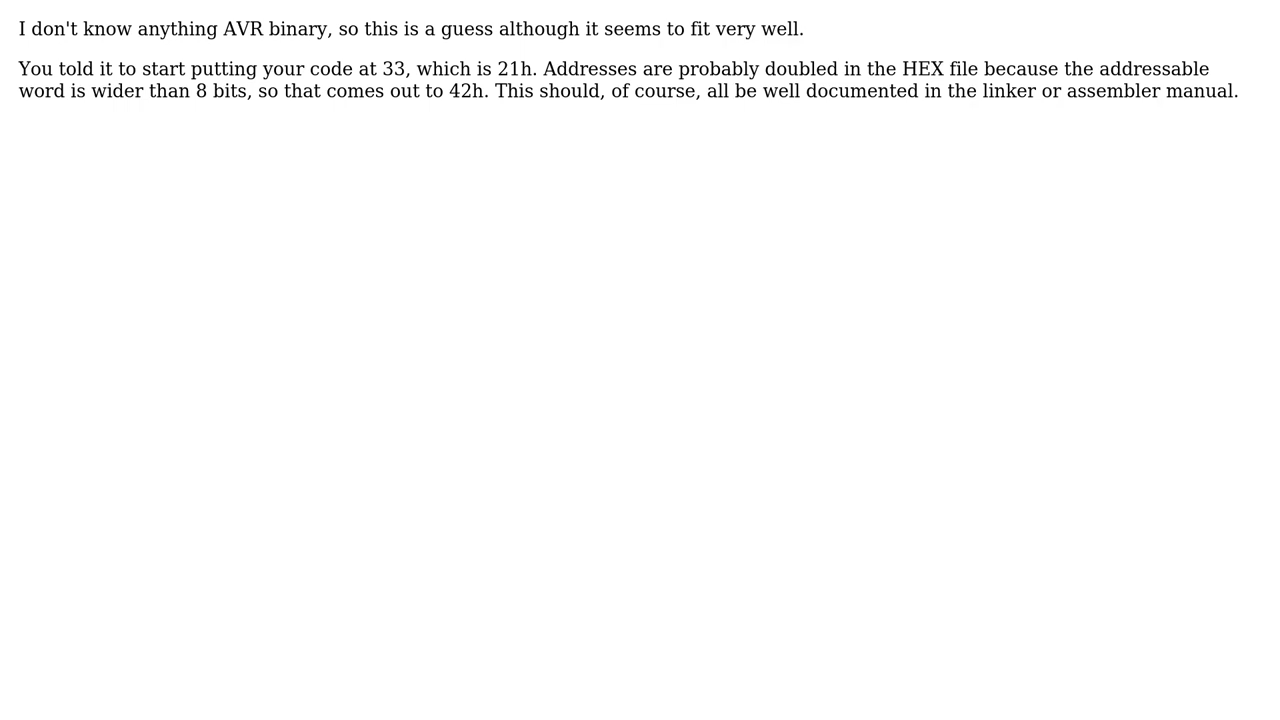 I don't know anything AVR binary, so this is a guess although it seems to fit very well.
You told it to start putting your code at 33, which is 21h. Addresses are probably doubled in the HEX file because the addressable
word is wider than 8 bits, so that comes out to 42h. This should, of course, all be well documented in the linker or assembler manual.